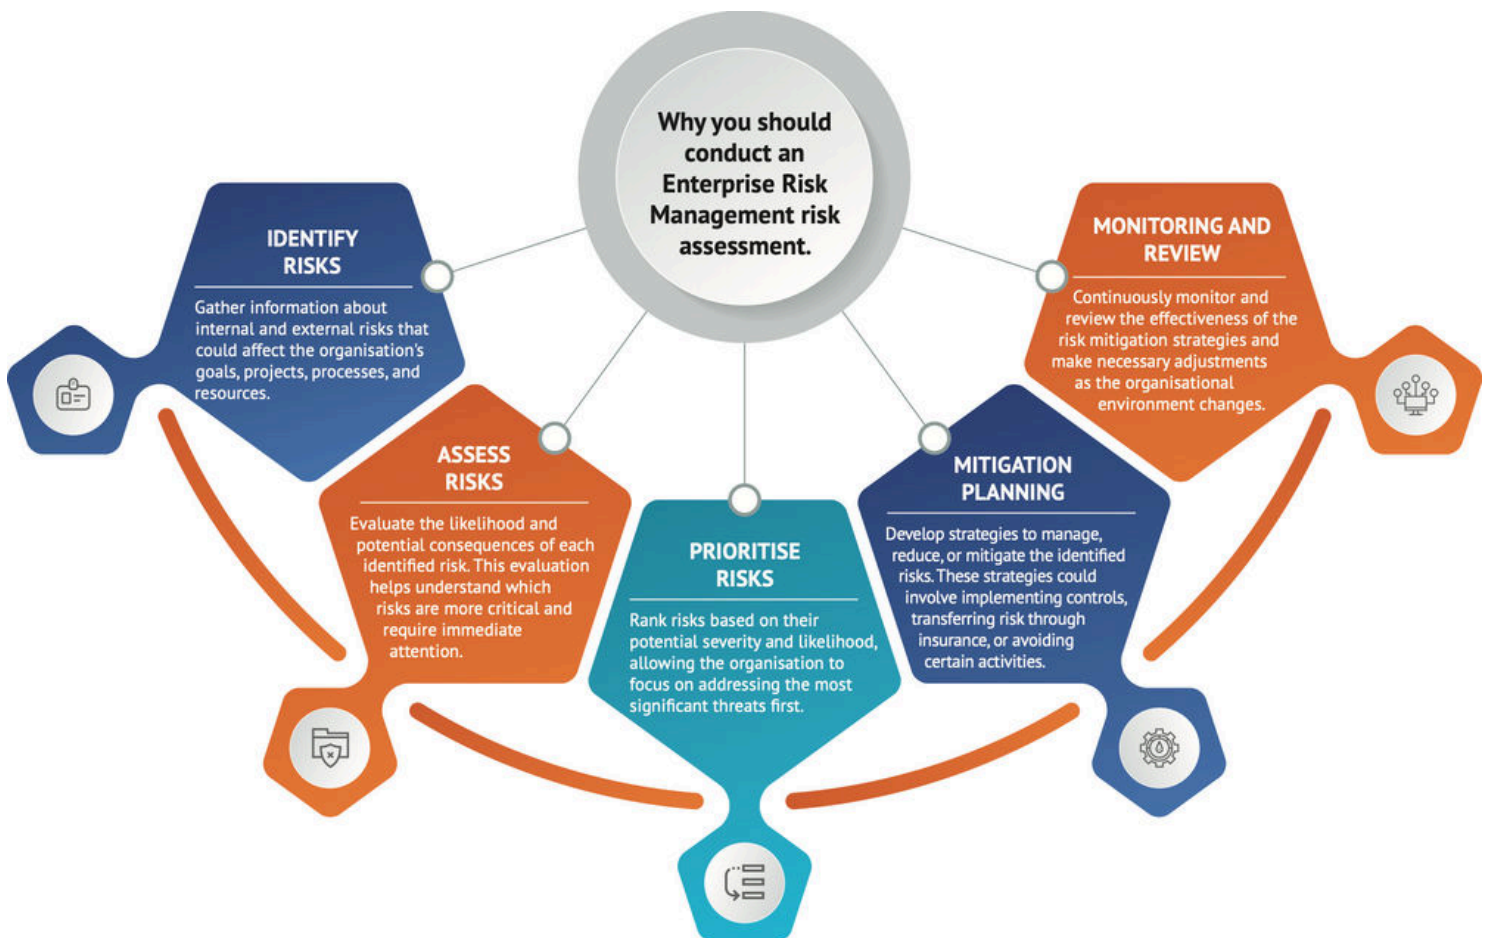 Why you should
conduct an
Enterprise Risk
Management risk
assessment.
IDENTIFY
RISKS
Gather information about
internal and external risks that
could affect the organisation's
goals, projects, processes, and
resources.
ASSESS
RISKS
Evaluate the likelihood and
potential consequences of each
identified risk. This evaluation
helps understand which
risks are more critical and
require immediate
attention.
PRIORITISE
RISKS
Rank risks based on their
potential severity and likelihood,
allowing the organisation to
focus on addressing the most
significant threats first.
MITIGATION
PLANNING
Develop strategies to manage,
reduce, or mitigate the identified
risks. These strategies could
involve implementing controls,
transferring risk through
insurance, or avoiding
certain activities.
MONITORING AND
REVIEW
Continuously monitor and
review the effectiveness of the
risk mitigation strategies and
make necessary adjustments
as the organisational
environment changes.